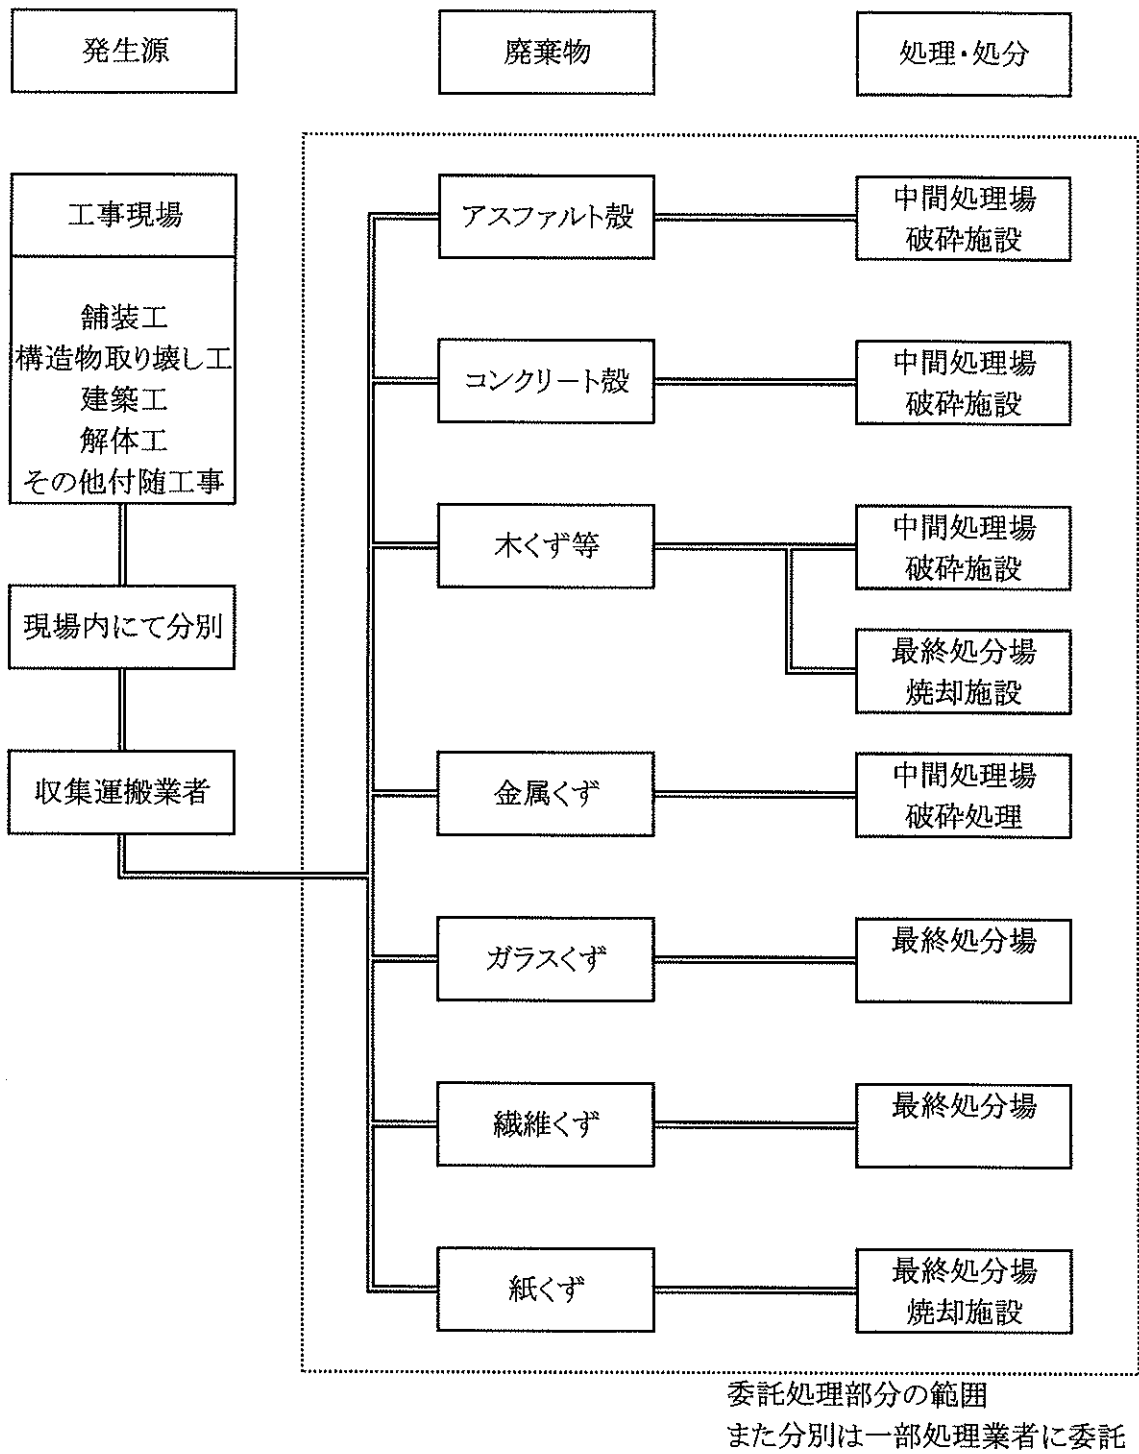 発生源
廃棄物
処理・処分
工事現場
舗装工
構造物取り壊し工
建築工
解体工
その他付随工事
現場内にて分別
収集運搬業者
アスファルト殻
中間処理場
破砕施設
コンクリート殻
中間処理場
破砕施設
木くず等
中間処理場
破砕施設
最終処分場
焼却施設
金属くず
中間処理場
破砕処理
ガラスくず
最終処分場
繊維くず
最終処分場
紙くず
最終処分場
焼却施設
委託処理部分の範囲
また分別は一部処理業者に委託